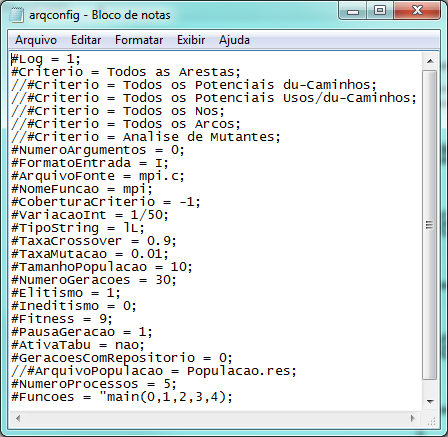 arqconfig - Bloco de notas
Arquivo Editar Formatar Exibir Ajuda
#Log = 1;
#Criterio = Todos as Arestas;
//#Criterio = Todos os Potenciais du-Caminhos;
//#Criterio = Todos os Potenciais Usos/du-Caminhos;
//#Criterio = Todos os Nos;
//#Criterio = Todos os Arcos;
//#Criterio = Analise de Mutantes;
#NumeroArgumentos = 0;
#FormatoEntrada = I;
#ArquivoFonte = mpi.c;
#NomeFuncao = mpi;
#CoberturaCriterio = -1;
#VariacaoInt = 1/50;
#TipoString = lL;
#TaxaCrossover = 0.9;
#TaxaMutacao = 0.01;
#TamanhoPopulacao = 10;
#NumeroGeracoes = 30;
#Elitismo = 1;
#Ineditismo = 0;
#Fitness = 9;
#PausaGeracao = 1;
#AtivaTabu = nao;
#GeracoesComRepositorio = 0;
//#ArquivoPopulacao = Populacao.res;
#NumeroProcessos = 5;
#Funcoes = "main(0,1,2,3,4);